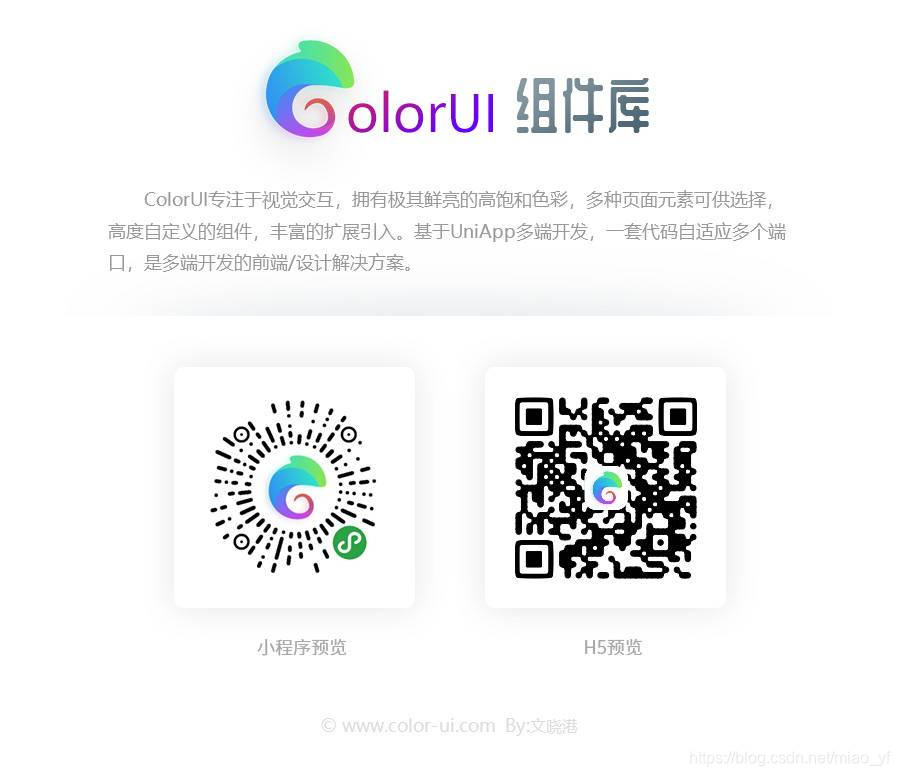 olorUI 组件库
ColorUI专注于视觉交互，拥有极其鲜亮的高饱和色彩，多种页面元素可供选择，
高度自定义的组件，丰富的扩展引入。基于UniApp多端开发，一套代码自适应多个端
口，是多端开发的前端/设计解决方案。
小程序预览
H5预览
© www.color-ui.com By:文晓港
https://blog.csdn.net/miao_yf